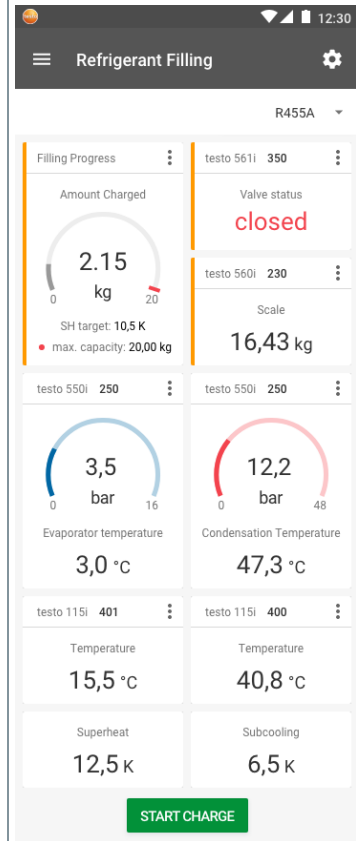 12:30
Refrigerant Filling
R455A
Filling Progress
Amount Charged
2.15
kg
0 20
SH target: 10,5 K
max. capacity: 20,00 kg
testo 561i 350
Valve status
closed
testo 560i 230
Scale
16,43 kg
testo 550i 250
3,5
bar
0 16
Evaporator temperature
3,0 °C
testo 550i 250
12,2
bar
0 48
Condensation Temperature
47,3 °C
testo 115i 401
Temperature
15,5 °C
testo 115i 400
Temperature
40,8 °C
Superheat
12,5 K
Subcooling
6,5 K
START CHARGE